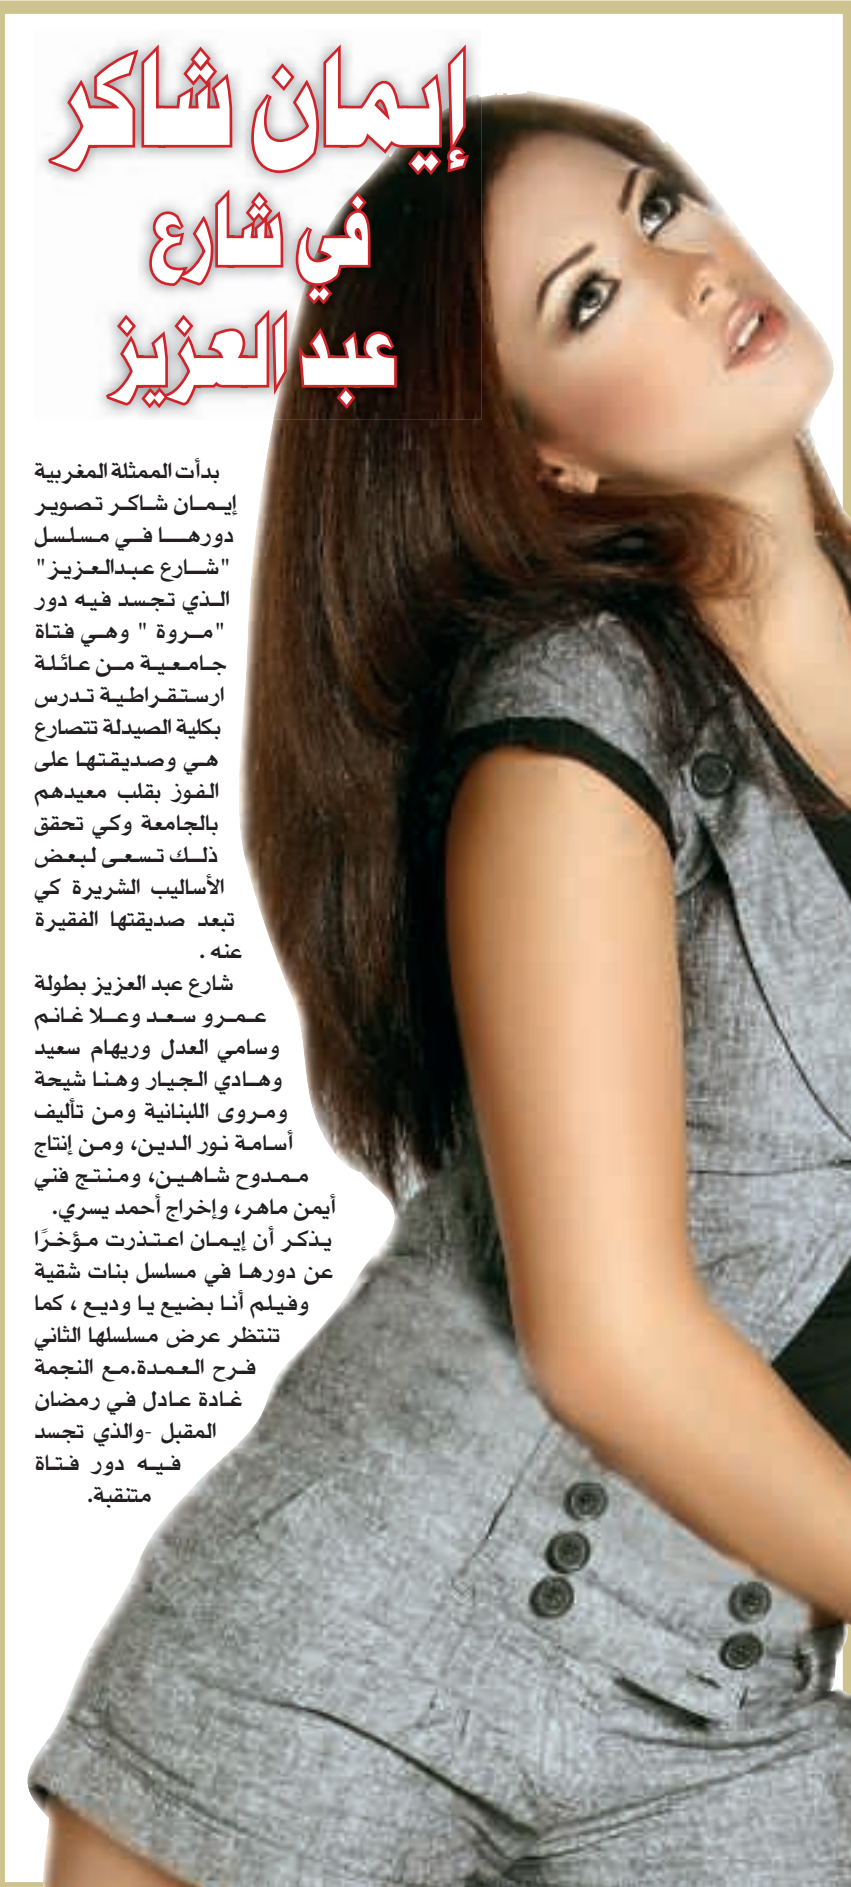 إيمان شاكر
في شارع
عبد العزيز
بدأت الممثلة المغربية
إيمان شاكر تصوير
دورها في مسلسل
"شارع عبدالعزيز"
الذي تجسد فيه دور
"مروة " وهي فتاة
جامعية من عائلة
ارستقراطية تدرس
بكلية الصيدلة تتصارع
هي وصديقتها على
الفوز بقلب معيدهم
بالجامعة وكي تحقق
ذلك تسعى لبعض
الأساليب الشريرة كي
تبعد صديقتها الفقيرة
عنه .
شارع عبد العزيز بطولة
عمرو سعد وعلا غانم
وسامي العدل وريهام سعيد
وهادي الجيار وهنا شيحة
ومروى اللبنانية ومن تأليف
أسامة نور الدين، ومن إنتاج
ممدوح شاهين، ومنتج فني
أيمن ماهر، وإخراج أحمد يسري.
يذكر أن إيمان اعتذرت مؤخرًا
عن دورها في مسلسل بنات شقية
وفيلم أنا بضيع يا وديع ، كما
تنتظر عرض مسلسلها الثاني
فرح العمدة.مع النجمة
غادة عادل في رمضان
المقبل -والذي تجسد
فيه دور فتاة
متنقبة.